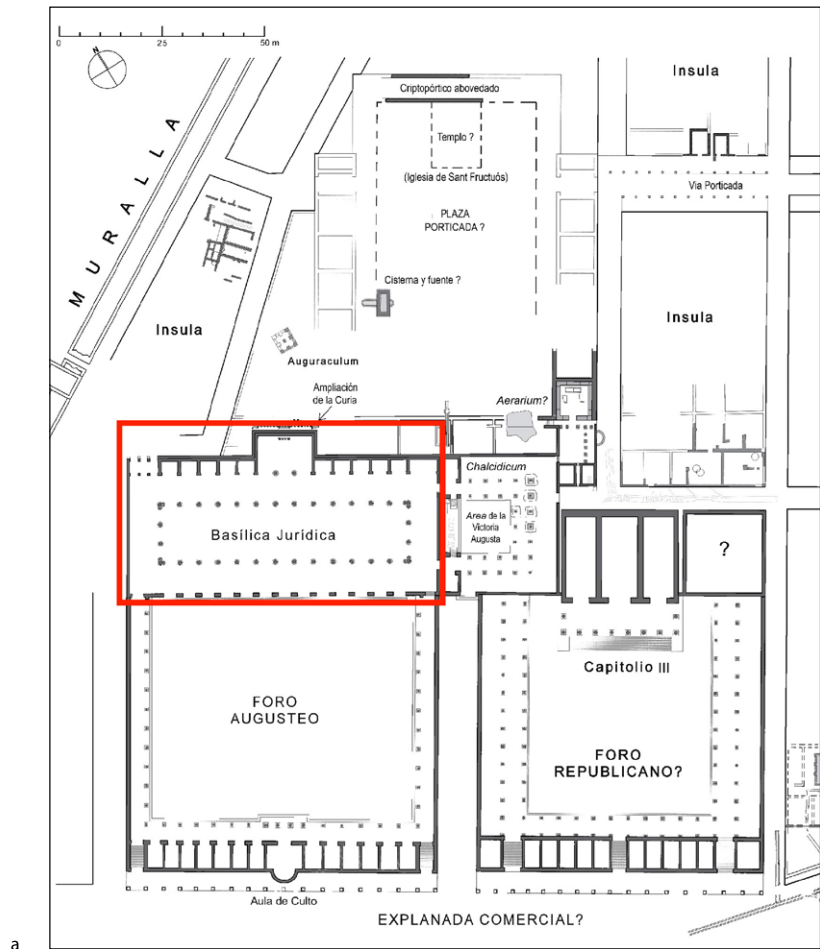 0 25 50 m
N
MURALLA
Insula
Criptopórtico abovedado
Templo ?
(Iglesia de Sant Fructuós)
Via Porticada
PLAZA
PORTICADA ?
Cisterna y fuente ?
Insula
Insula
Auguraculum
Ampliación
de la Curia
Aerarium?
Chalcidicum
Area de la
Victoria
Augusta
Basílica Jurídica
?
Capitolio III
FORO
AUGUSTEO
FORO
REPUBLICANO?
Aula de Culto
EXPLANADA COMERCIAL?
a